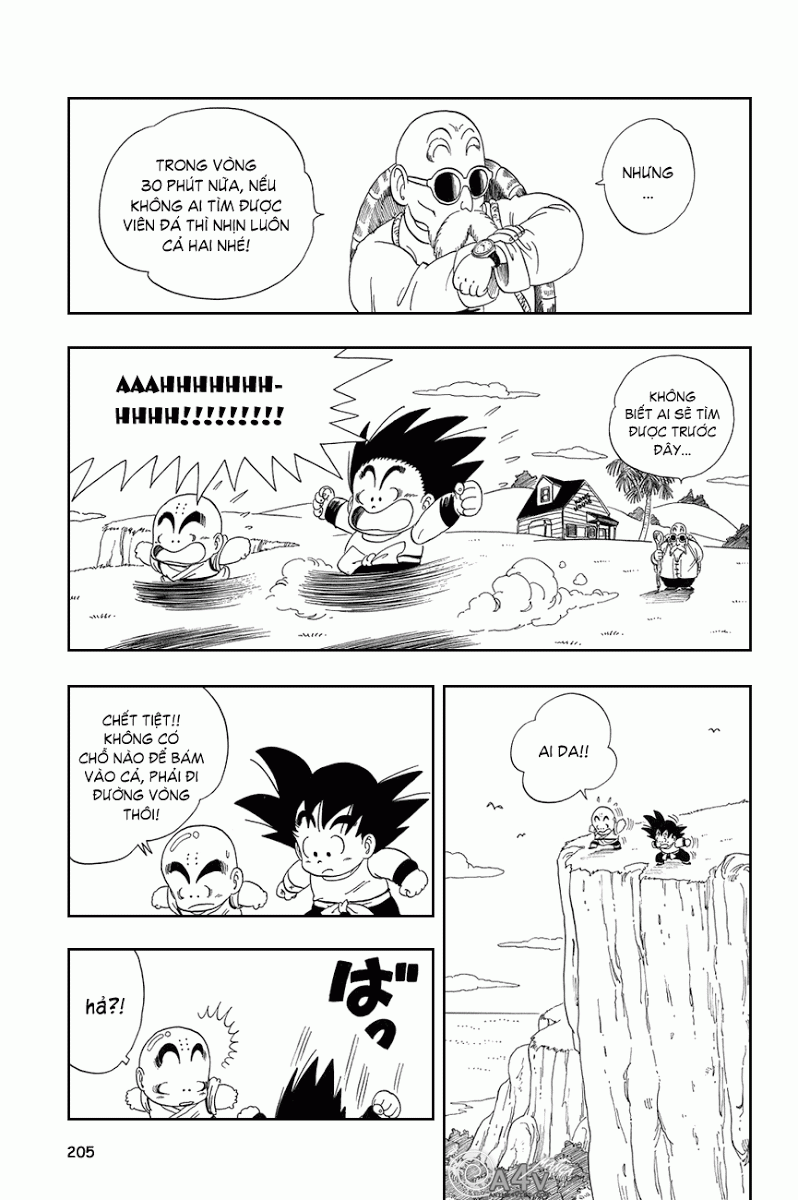 NHƯNG
...
TRONG VÒNG
30 PHÚT NỮA, NẾU
KHÔNG AI TÌM ĐƯỢC
VIÊN ĐÁ THÌ NHỊN LUÔN
CẢ HAI NHÉ!
KHÔNG
BIẾT AI SẼ TÌM
ĐƯỢC TRƯỚC
ĐÂY...
AAAHHHHHHH-
HHHH!!!!!!!!!
AI DA!!
CHẾT TIỆT!!
KHÔNG CÓ
CHỖ NÀO ĐỂ BÁM
VÀO CẢ, PHẢI ĐI
ĐƯỜNG VÒNG
THÔI!
ばっ
HẢ?!
205
A4V